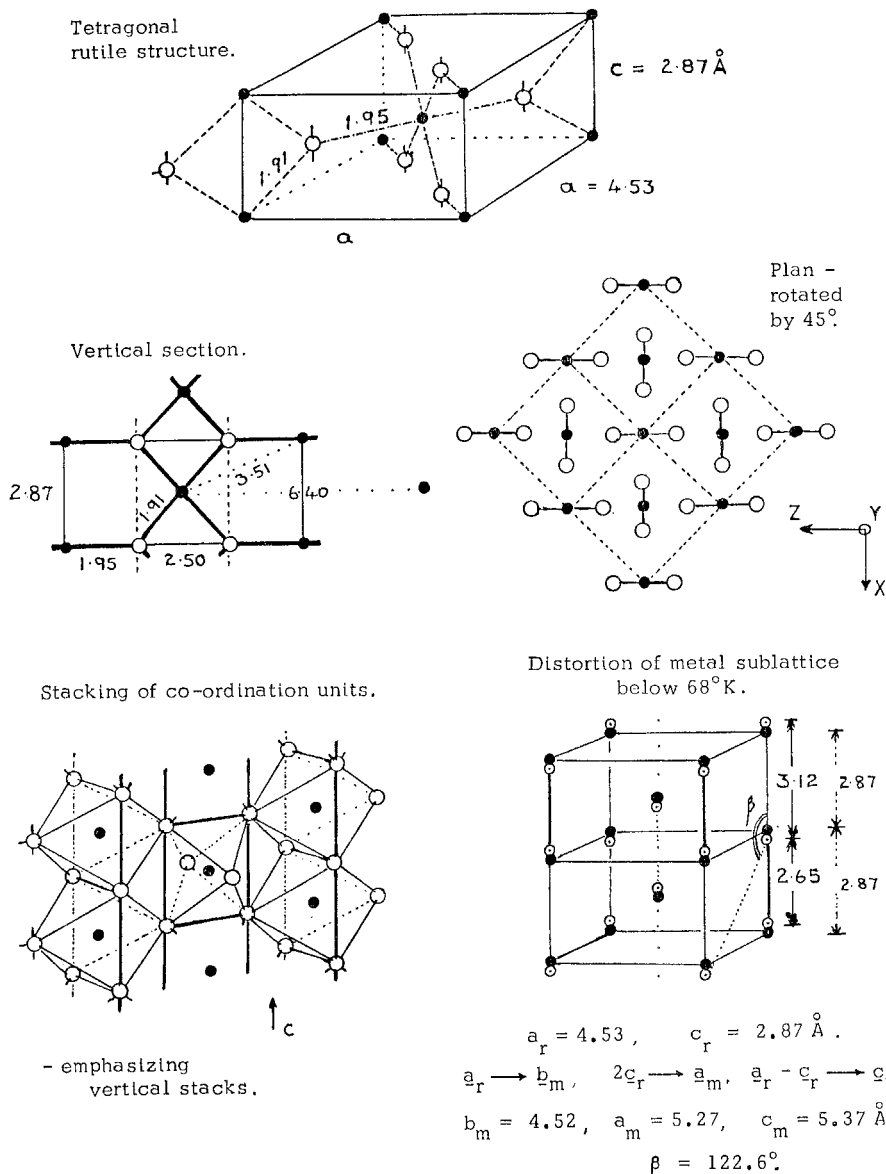 Tetragonal
rutile structure.
c = 2·87 Å
1·95
1·91
a = 4·53
a
Plan -
rotated
by 45°.
Vertical section.
2·87
1·91
3·51
6·40
1·95
2·50
Z
Y
X
Stacking of co-ordination units.
Distortion of metal sublattice
below 68°K.
3·12
2·87
β
2·65
2·87
c
- emphasizing
vertical stacks.
a_r = 4.53, c_r = 2.87 Å.
a_r → b_m, 2c_r → a_m, a_r - c_r → c
b_m = 4.52, a_m = 5.27, c_m = 5.37 Å
β = 122.6°.